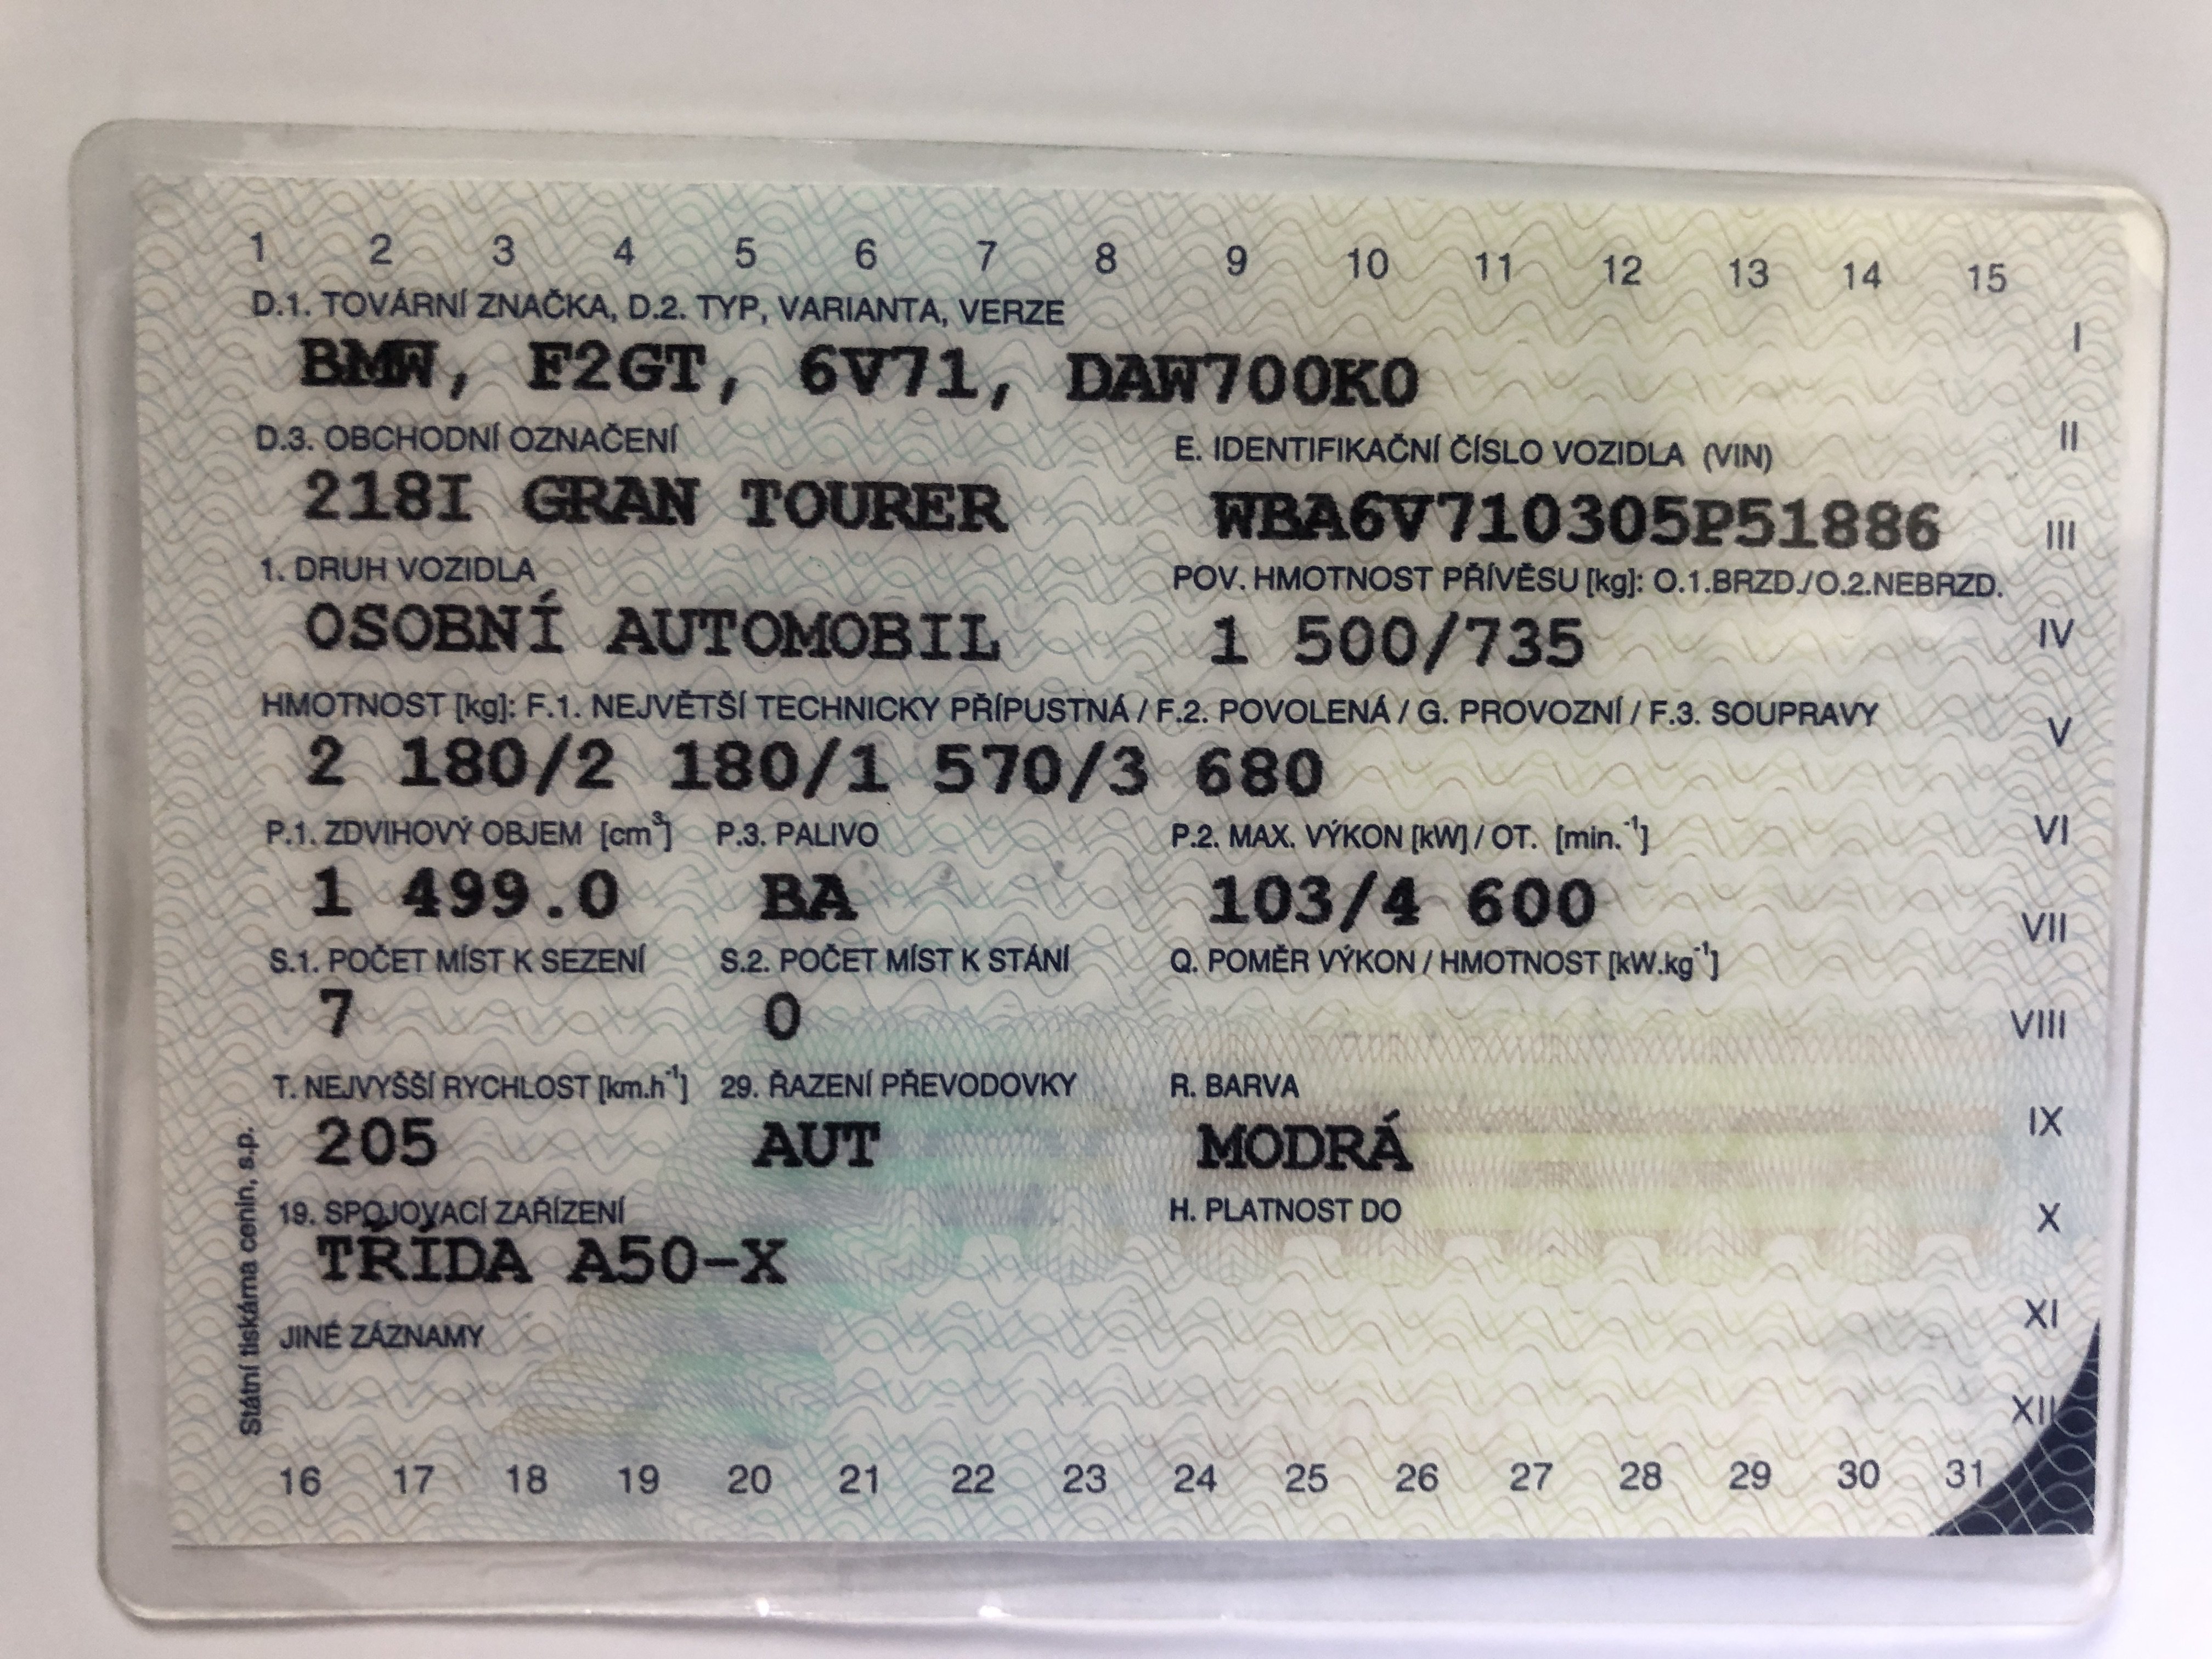 1 2 3 4 5 6 7 8 9 10 11 12 13 14 15
D.1. TOVÁRNÍ ZNAČKA, D.2. TYP, VARIANTA, VERZE
I
BMW, F2GT, 6V71, DAW700K0
D.3. OBCHODNÍ OZNAČENÍ E. IDENTIFIKAČNÍ ČÍSLO VOZIDLA (VIN)
II
218I GRAN TOURER WBA6V710305P51886
III
1. DRUH VOZIDLA POV. HMOTNOST PŘÍVĚSU [kg]: O.1.BRZD./O.2.NEBRZD.
OSOBNÍ AUTOMOBIL 1 500/735
IV
HMOTNOST [kg]: F.1. NEJVĚTŠÍ TECHNICKY PŘÍPUSTNÁ / F.2. POVOLENÁ / G. PROVOZNÍ / F.3. SOUPRAVY
V
2 180/2 180/1 570/3 680
P.1. ZDVIHOVÝ OBJEM [cm³] P.3. PALIVO P.2. MAX. VÝKON [kW] / OT. [min.⁻¹]
VI
1 499.0 BA 103/4 600
VII
S.1. POČET MÍST K SEZENÍ S.2. POČET MÍST K STÁNÍ Q. POMĚR VÝKON / HMOTNOST [kW.kg⁻¹]
7 0
VIII
T. NEJVYŠŠÍ RYCHLOST [km.h⁻¹] 29. ŘAZENÍ PŘEVODOVKY R. BARVA
IX
205 AUT MODRÁ
19. SPOJOVACÍ ZAŘÍZENÍ H. PLATNOST DO
X
TŘÍDA A50-X
XI
JINÉ ZÁZNAMY
XII
16 17 18 19 20 21 22 23 24 25 26 27 28 29 30 31
Státní tiskárna cenin, s.p.